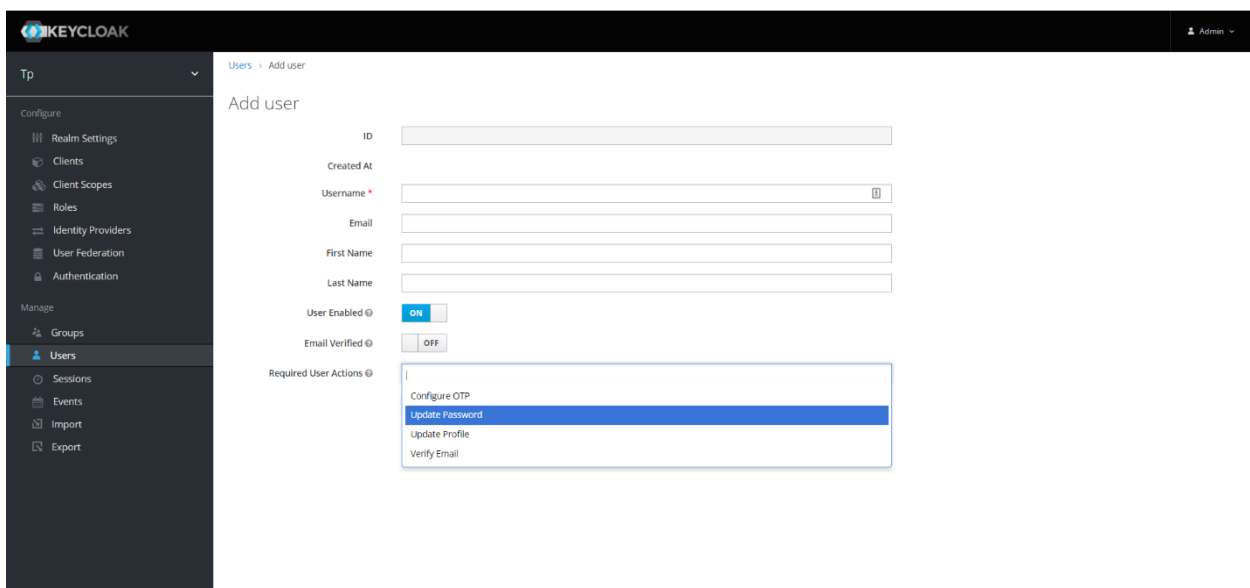 KEYCLOAK
Admin
Tp
Users > Add user
Add user
Configure
Realm Settings
Clients
Client Scopes
Roles
Identity Providers
User Federation
Authentication
Manage
Groups
Users
Sessions
Events
Import
Export
ID
Created At
Username *
Email
First Name
Last Name
User Enabled
ON
Email Verified
OFF
Required User Actions
Configure OTP
Update Password
Update Profile
Verify Email